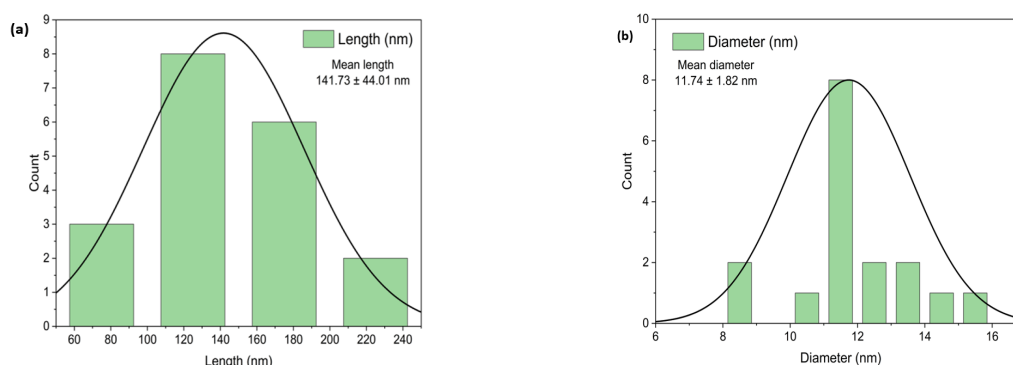 (a)
Length (nm)
Mean length
141.73 ± 44.01 nm
Count
9
8
7
6
5
4
3
2
1
0
60 80 100 120 140 160 180 200 220 240
Length (nm)
(b)
Diameter (nm)
Mean diameter
11.74 ± 1.82 nm
Count
10
8
6
4
2
0
6 8 10 12 14 16
Diameter (nm)